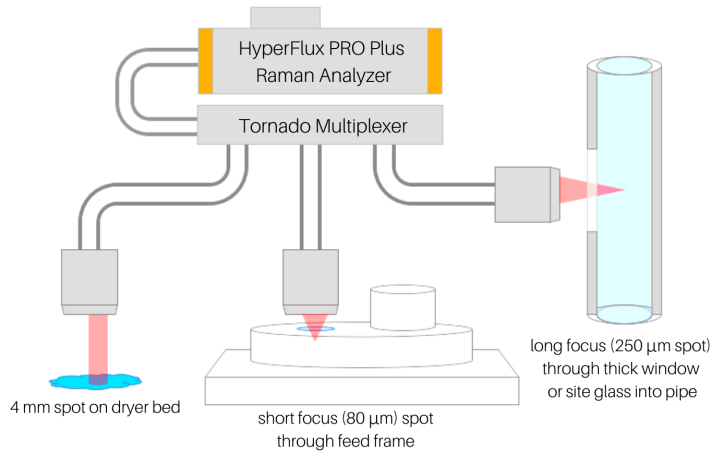 HyperFlux PRO Plus
Raman Analyzer
Tornado Multiplexer
4 mm spot on dryer bed
short focus (80 µm) spot
through feed frame
long focus (250 µm spot)
through thick window
or site glass into pipe